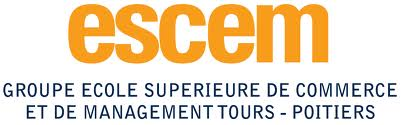 escem
GROUPE ECOLE SUPERIEURE DE COMMERCE
ET DE MANAGEMENT TOURS - POITIERS